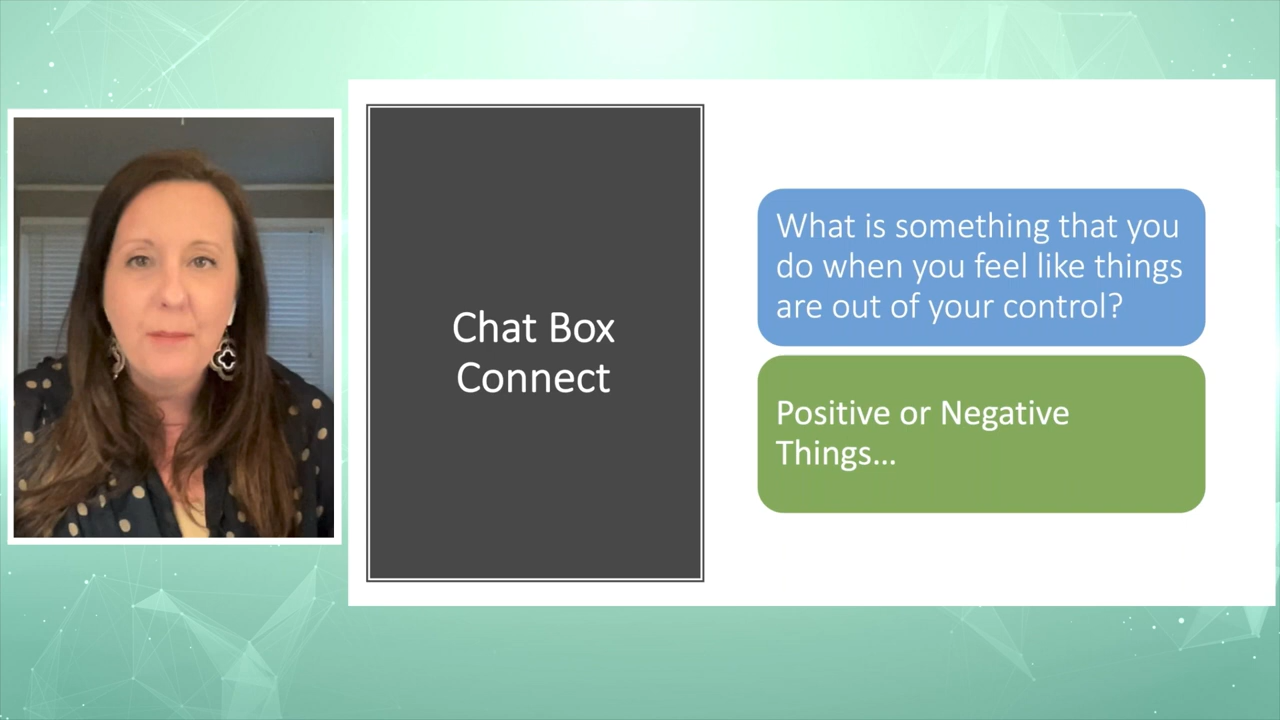 Chat Box
Connect
What is something that you
do when you feel like things
are out of your control?
Positive or Negative
Things…